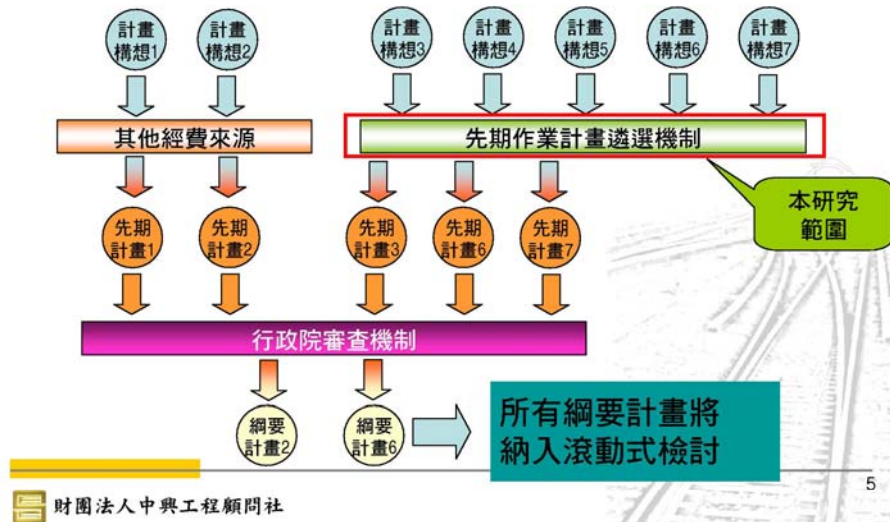 計畫
構想1
計畫
構想2
計畫
構想3
計畫
構想4
計畫
構想5
計畫
構想6
計畫
構想7
其他經費來源
先期作業計畫遴選機制
本研究
範圍
先期
計畫1
先期
計畫2
先期
計畫3
先期
計畫6
先期
計畫7
行政院審查機制
綱要
計畫2
綱要
計畫6
所有綱要計畫將
納入滾動式檢討
5
財團法人中興工程顧問社